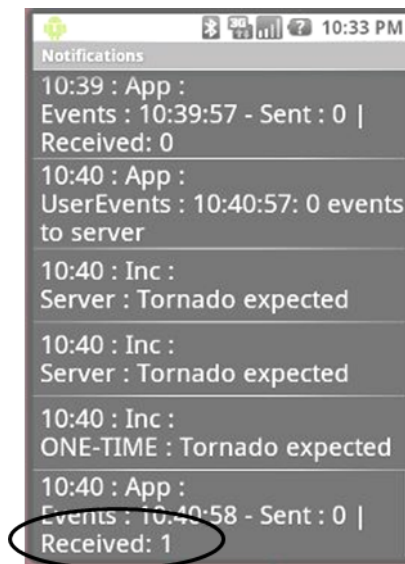 3G
10:33 PM
Notifications
10:39 : App :
Events : 10:39:57 - Sent : 0 |
Received: 0
10:40 : App :
UserEvents : 10:40:57: 0 events
to server
10:40 : Inc :
Server : Tornado expected
10:40 : Inc :
Server : Tornado expected
10:40 : Inc :
ONE-TIME : Tornado expected
10:40 : App :
Events : 10:40:58 - Sent : 0 |
Received: 1